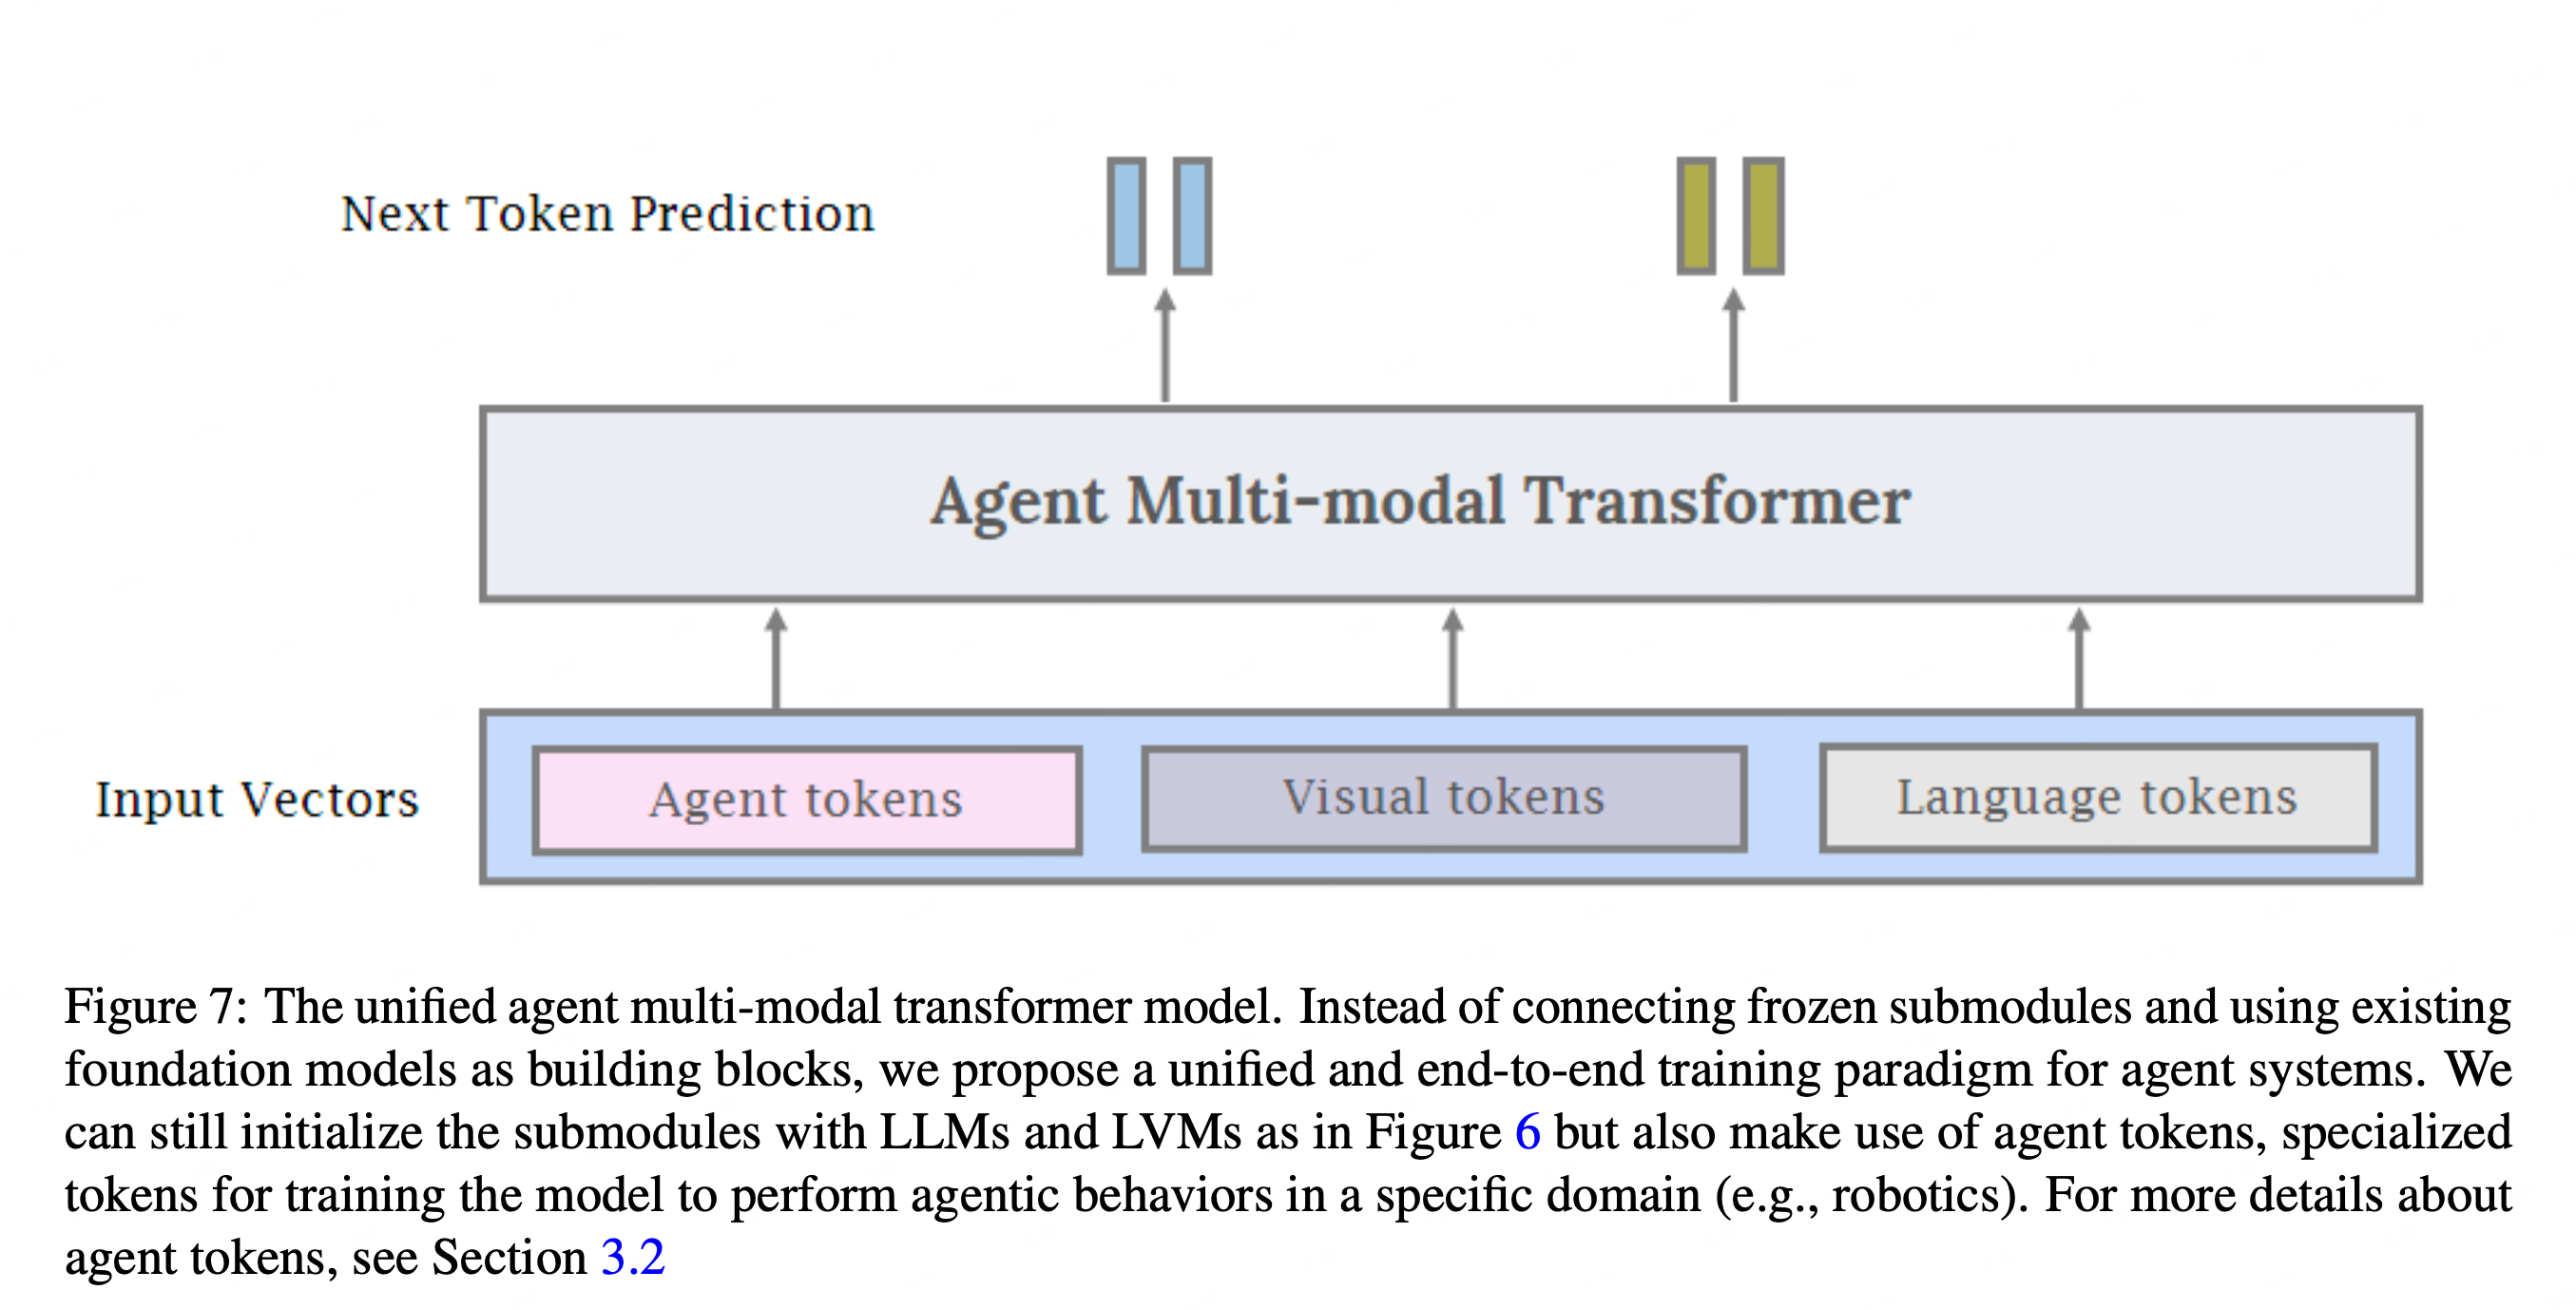 Next Token Prediction
Agent Multi-modal Transformer
Input Vectors
Agent tokens
Visual tokens
Language tokens
Figure 7: The unified agent multi-modal transformer model. Instead of connecting frozen submodules and using existing
foundation models as building blocks, we propose a unified and end-to-end training paradigm for agent systems. We
can still initialize the submodules with LLMs and LVMs as in Figure 6 but also make use of agent tokens, specialized
tokens for training the model to perform agentic behaviors in a specific domain (e.g., robotics). For more details about
agent tokens, see Section 3.2